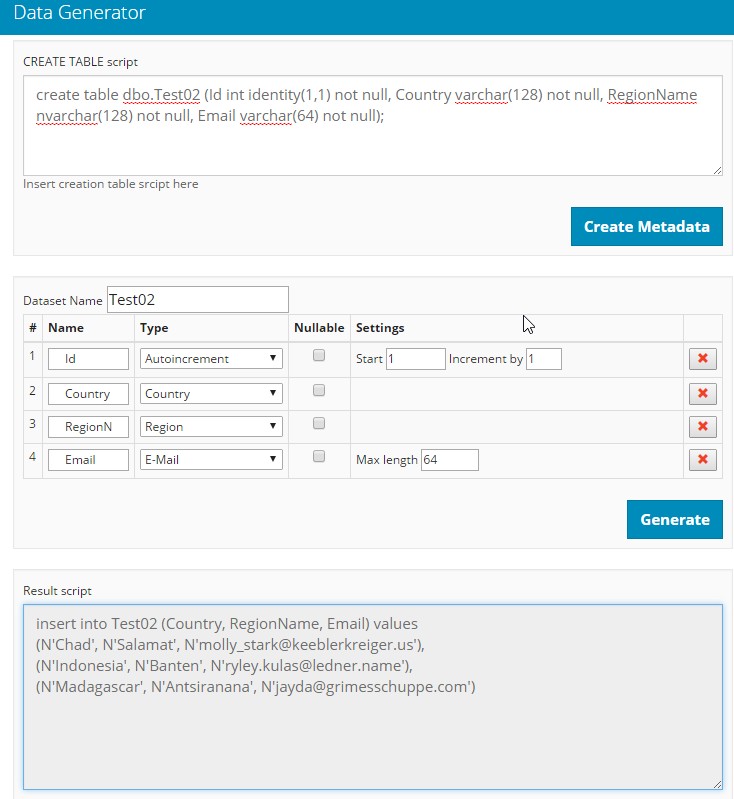 Data Generator
CREATE TABLE script
create table dbo.Test02 (Id int identity(1,1) not null, Country varchar(128) not null, RegionName
nvarchar(128) not null, Email varchar(64) not null);
Insert creation table srcipt here
Create Metadata
Dataset Name Test02
# Name Type Nullable Settings
1 Id Autoincrement Start 1 Increment by 1
2 Country Country
3 RegionN Region
4 Email E-Mail Max length 64
Generate
Result script
insert into Test02 (Country, RegionName, Email) values
(N'Chad', N'Salamat', N'molly_stark@keeblerkreiger.us'),
(N'Indonesia', N'Banten', N'ryley.kulas@ledner.name'),
(N'Madagascar', N'Antsiranana', N'jayda@grimesschuppe.com')